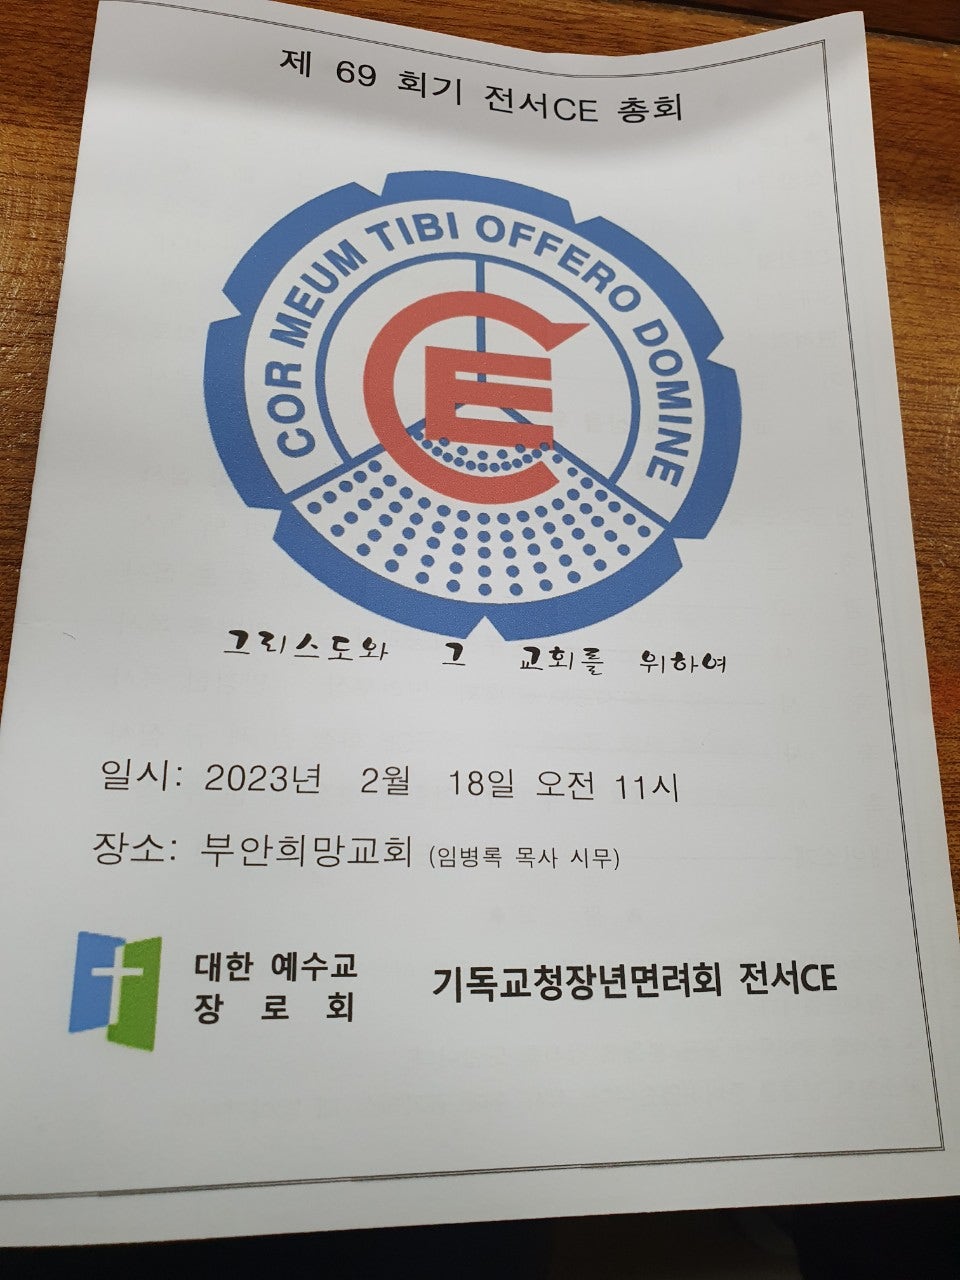 제 69 회기 전서CE 총회
COR MEUM TIBI OFFERO DOMINE
CE
그리스도와 그 교회를 위하여
일시: 2023년 2월 18일 오전 11시
장소: 부안희망교회 (임병록 목사 시무)
대한 예수교
장 로 회
기독교청장년면려회 전서CE